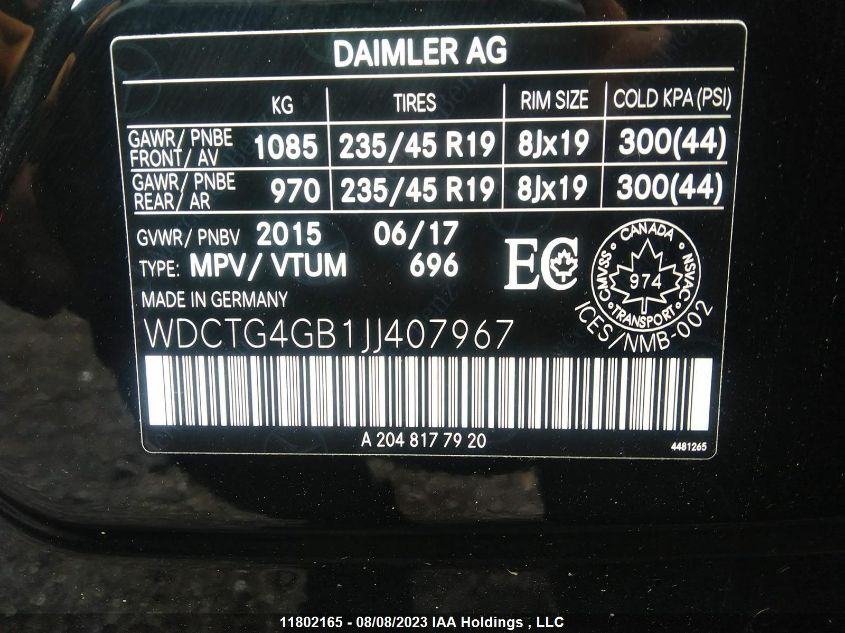 DAIMLER AG
KG TIRES RIM SIZE COLD KPA (PSI)
GAWR/ PNBE
FRONT/ AV 1085 235/45 R19 8Jx19 300(44)
GAWR/ PNBE
REAR/ AR 970 235/45 R19 8Jx19 300(44)
GVWR/ PNBV 2015 06/17
TYPE: MPV/ VTUM 696
EC
CANADA
CMVSS 974 NSVAC
TRANSPORT
ICES/NMB-002
MADE IN GERMANY
WDCTG4GB1JJ407967
A 204 817 79 20
4481265
11802165 - 08/08/2023 IAA Holdings , LLC